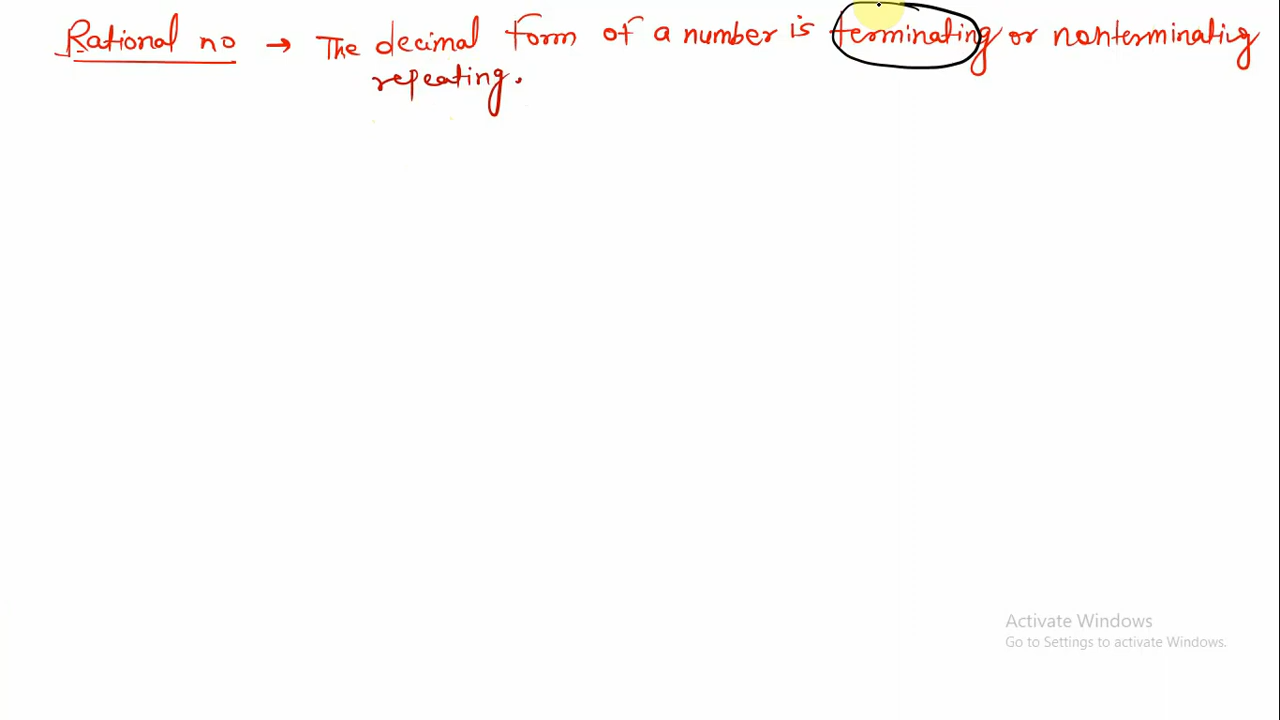 Rational no → The decimal form of a number is terminating or nonterminating
repeating.
Activate Windows
Go to Settings to activate Windows.